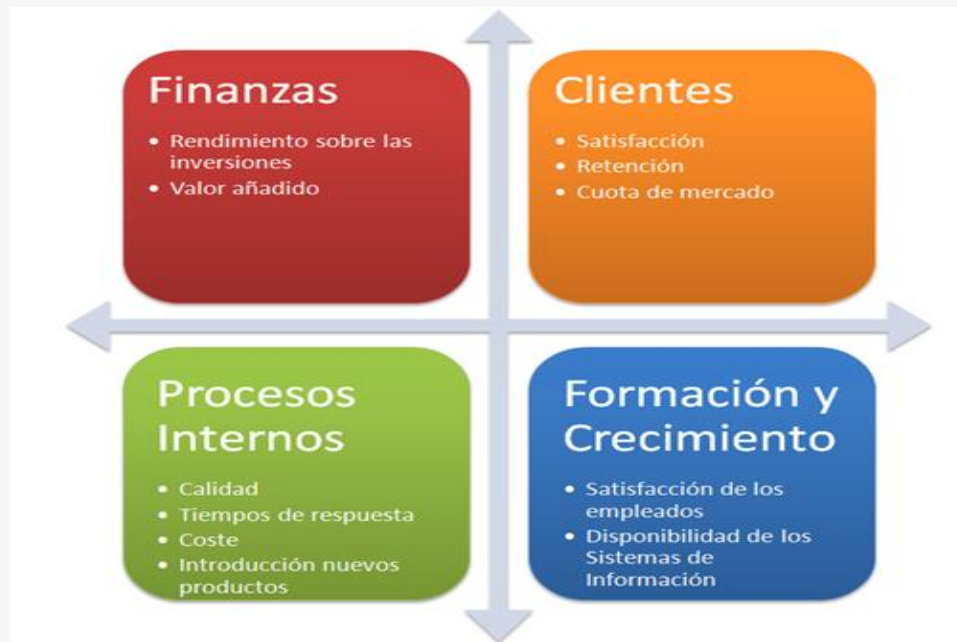 Finanzas
• Rendimiento sobre las
inversiones
• Valor añadido
Clientes
• Satisfacción
• Retención
• Cuota de mercado
Procesos
Internos
• Calidad
• Tiempos de respuesta
• Coste
• Introducción nuevos
productos
Formación y
Crecimiento
• Satisfacción de los
empleados
• Disponibilidad de los
Sistemas de
Información